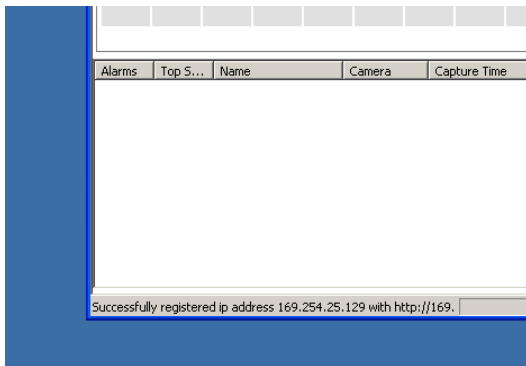 Alarms Top S... Name Camera Capture Time
Successfully registered ip address 169.254.25.129 with http://169.